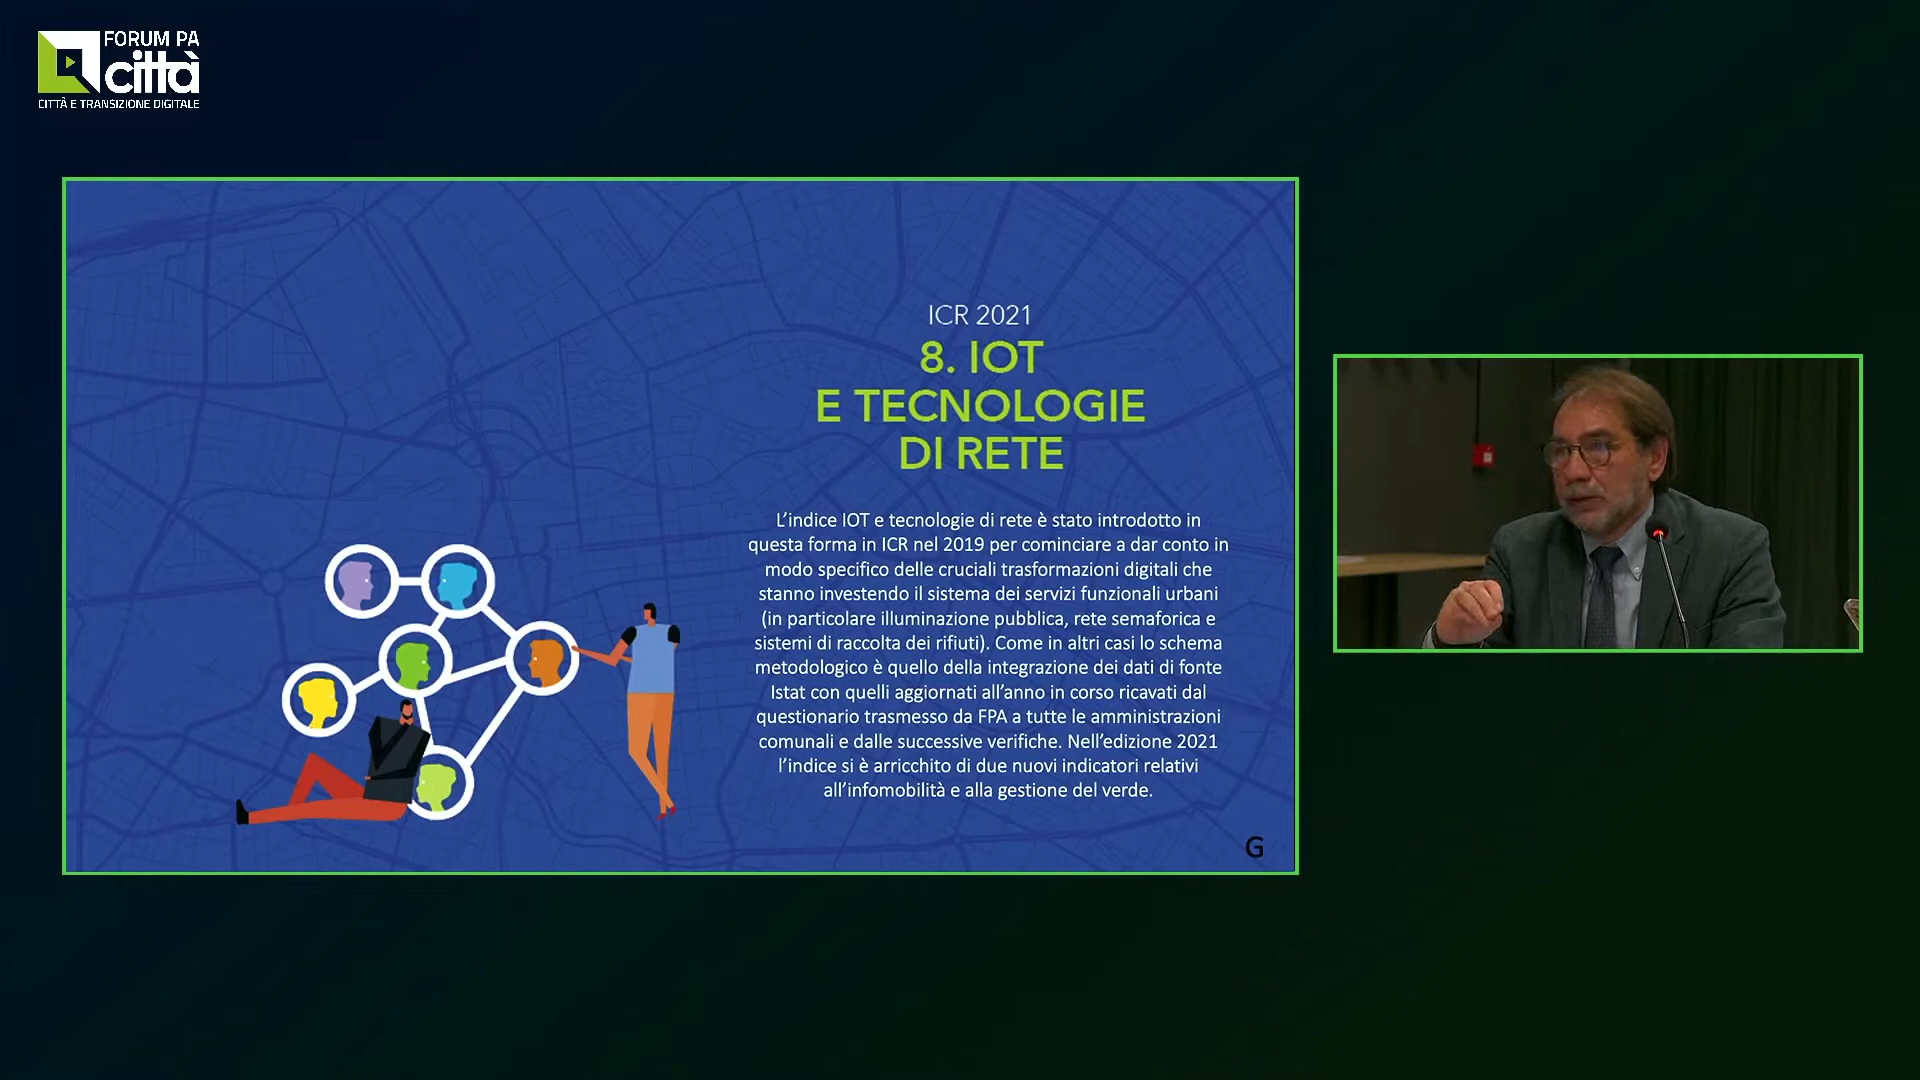 FORUM PA
città
CITTÀ E TRANSIZIONE DIGITALE
ICR 2021
8. IOT
E TECNOLOGIE
DI RETE
L’indice IOT e tecnologie di rete è stato introdotto in
questa forma in ICR nel 2019 per cominciare a dar conto in
modo specifico delle cruciali trasformazioni digitali che
stanno investendo il sistema dei servizi funzionali urbani
(in particolare illuminazione pubblica, rete semaforica e
sistemi di raccolta dei rifiuti). Come in altri casi lo schema
metodologico è quello della integrazione dei dati di fonte
Istat con quelli aggiornati all’anno in corso ricavati dal
questionario trasmesso da FPA a tutte le amministrazioni
comunali e dalle successive verifiche. Nell’edizione 2021
l’indice si è arricchito di due nuovi indicatori relativi
all’infomobilità e alla gestione del verde.
G